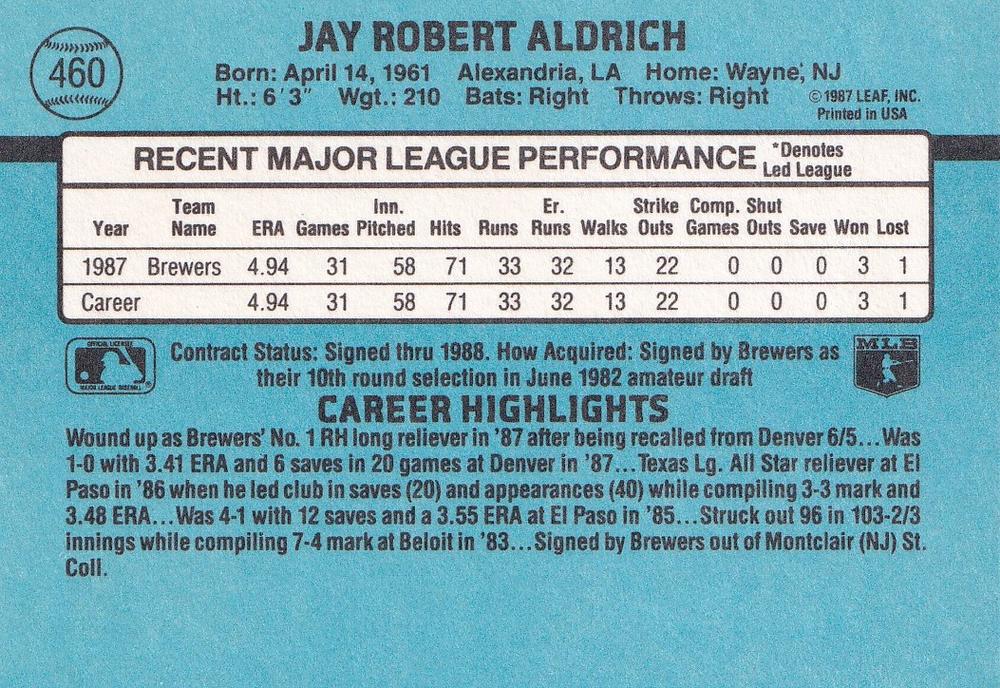 460
JAY ROBERT ALDRICH
Born: April 14, 1961 Alexandria, LA Home: Wayne, NJ
Ht.: 6'3" Wgt.: 210 Bats: Right Throws: Right
© 1987 LEAF, INC.
Printed in USA
RECENT MAJOR LEAGUE PERFORMANCE *Denotes Led League
Year Team Name ERA Games Inn. Pitched Hits Runs Er. Runs Walks Strike Outs Comp. Games Shut Outs Save Won Lost
1987 Brewers 4.94 31 58 71 33 32 13 22 0 0 0 3 1
Career 4.94 31 58 71 33 32 13 22 0 0 0 3 1
OFFICIAL LICENSEE
MAJOR LEAGUE BASEBALL
®
Contract Status: Signed thru 1988. How Acquired: Signed by Brewers as
their 10th round selection in June 1982 amateur draft
MLB
CAREER HIGHLIGHTS
Wound up as Brewers' No. 1 RH long reliever in '87 after being recalled from Denver 6/5...Was
1-0 with 3.41 ERA and 6 saves in 20 games at Denver in '87...Texas Lg. All Star reliever at El
Paso in '86 when he led club in saves (20) and appearances (40) while compiling 3-3 mark and
3.48 ERA...Was 4-1 with 12 saves and a 3.55 ERA at El Paso in '85...Struck out 96 in 103-2/3
innings while compiling 7-4 mark at Beloit in '83...Signed by Brewers out of Montclair (NJ) St.
Coll.